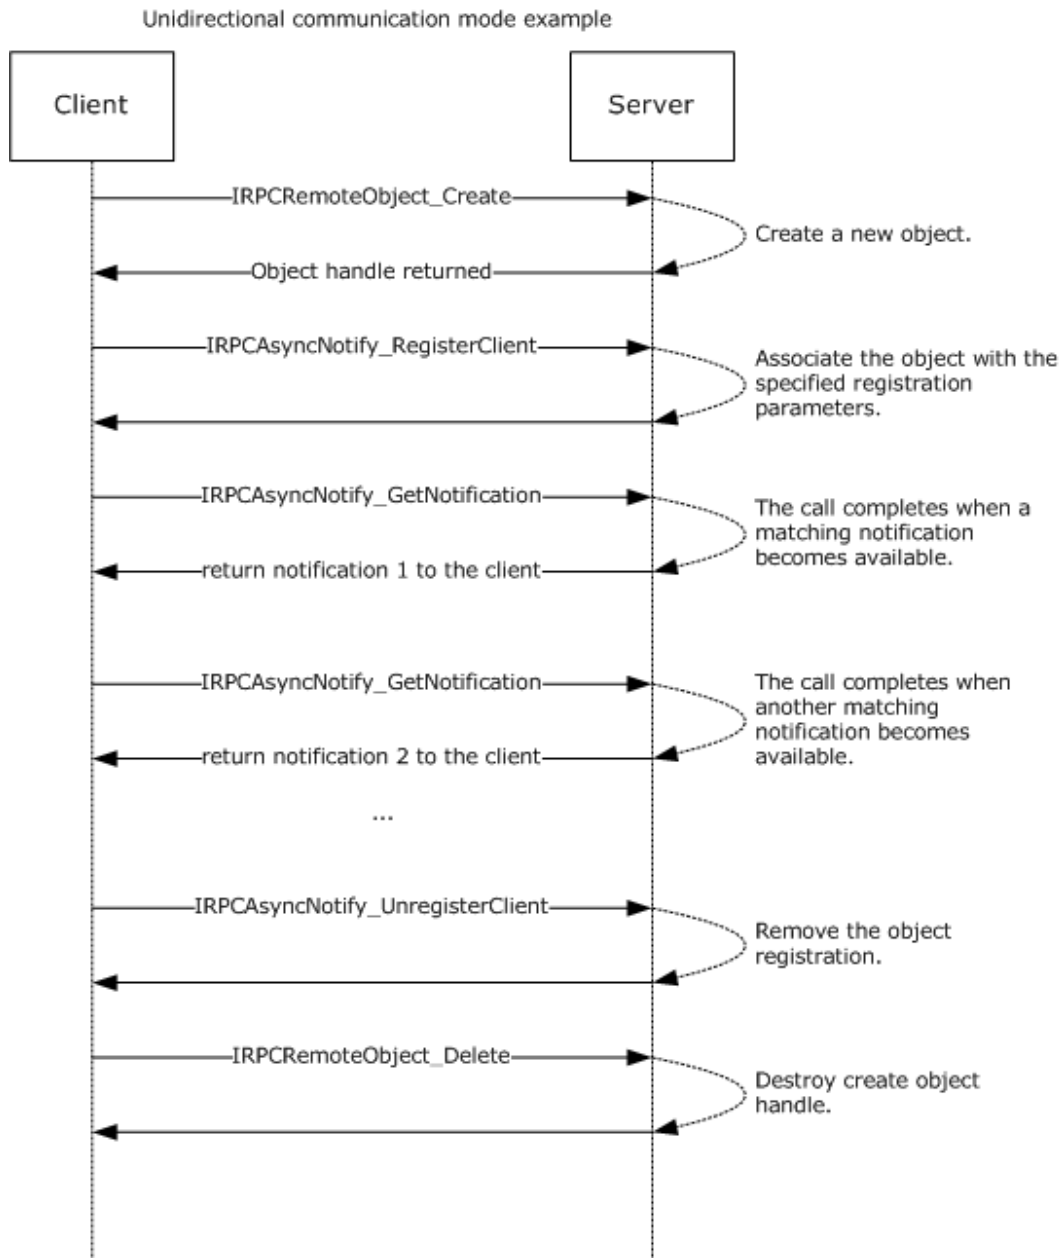 Unidirectional communication mode example
Client
Server
IRPCRemoteObject_Create
Create a new object.
Object handle returned
IRPCAsyncNotify_RegisterClient
Associate the object with the
specified registration
parameters.
IRPCAsyncNotify_GetNotification
The call completes when a
matching notification
becomes available.
return notification 1 to the client
IRPCAsyncNotify_GetNotification
The call completes when
another matching
notification becomes
available.
return notification 2 to the client
...
IRPCAsyncNotify_UnregisterClient
Remove the object
registration.
IRPCRemoteObject_Delete
Destroy create object
handle.